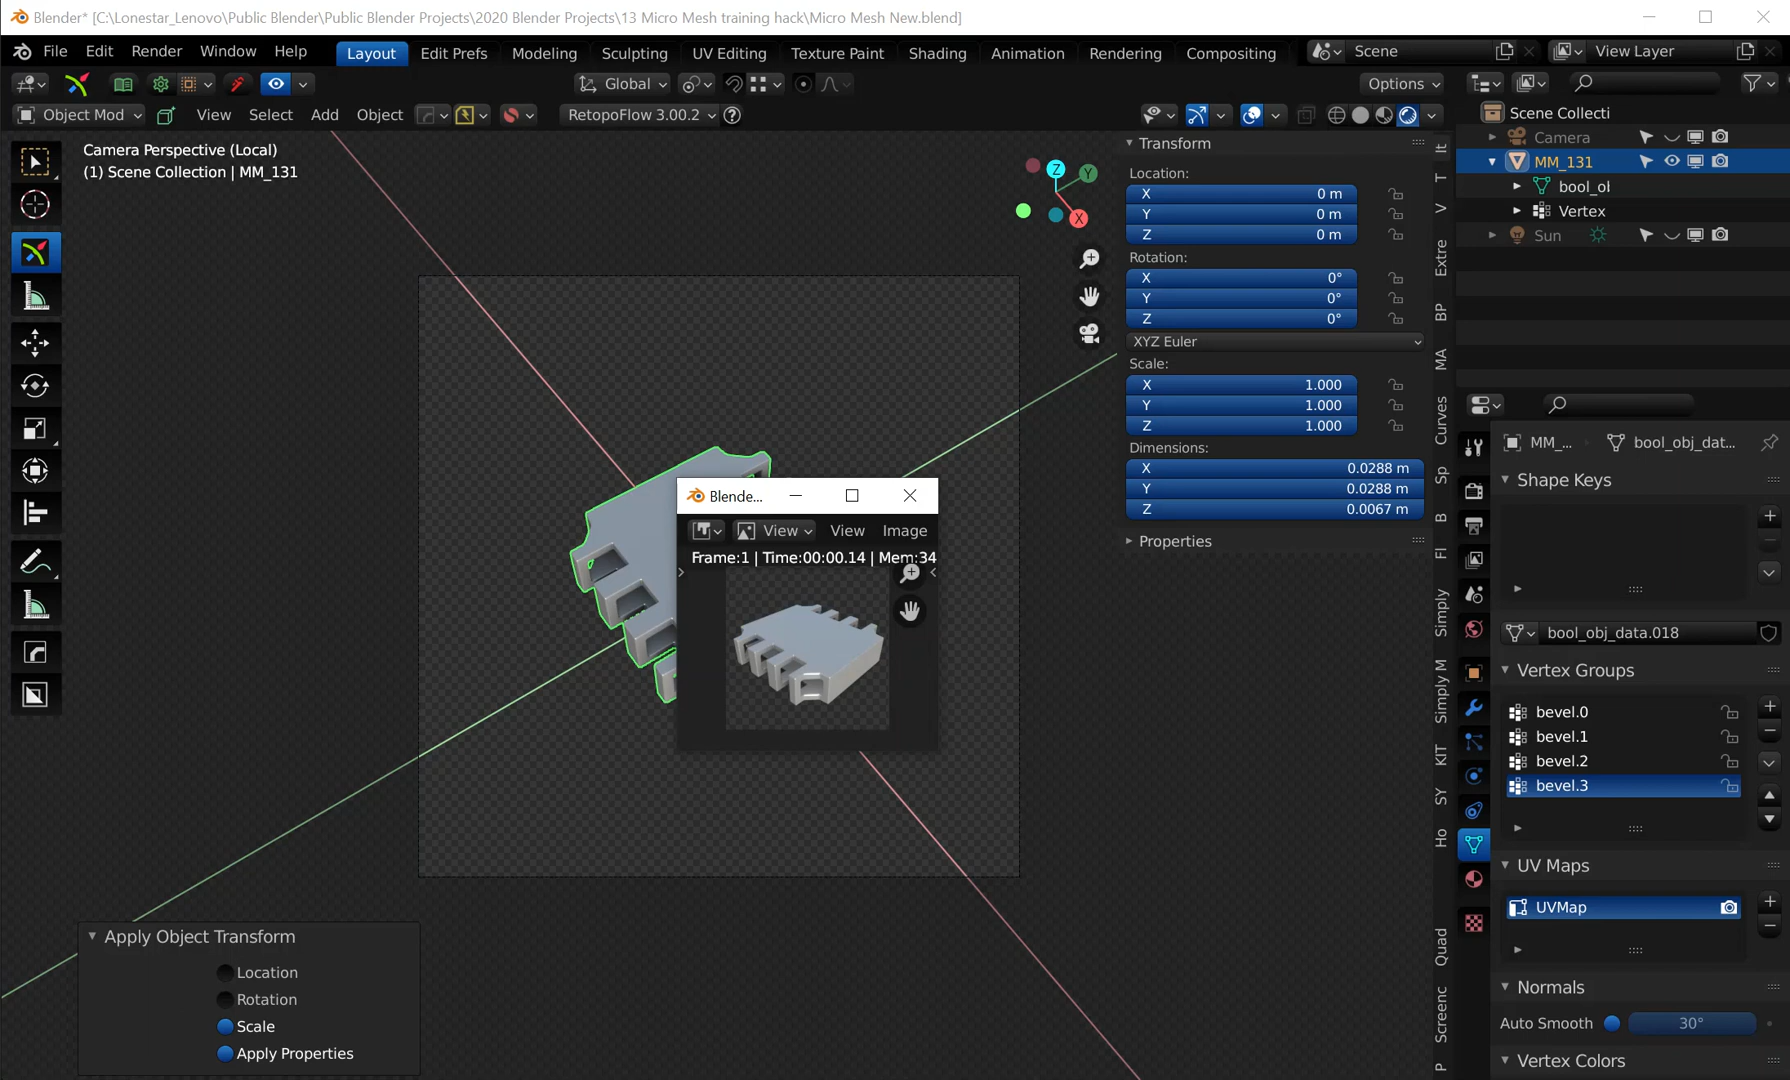 Blender* [C:\Lonestar_Lenovo\Public Blender\Public Blender Projects\2020 Blender Projects\13 Micro Mesh training hack\Micro Mesh New.blend]
File Edit Render Window Help Layout Edit Prefs Modeling Sculpting UV Editing Texture Paint Shading Animation Rendering Compositing Scene View Layer
Global Options
Object Mod View Select Add Object RetopoFlow 3.00.2
Camera Perspective (Local)
(1) Scene Collection | MM_131
Z
Y
X
Transform
Location:
X 0 m
Y 0 m
Z 0 m
Rotation:
X 0°
Y 0°
Z 0°
XYZ Euler
Scale:
X 1.000
Y 1.000
Z 1.000
Dimensions:
X 0.0288 m
Y 0.0288 m
Z 0.0067 m
Properties
It
T
V
Extre
BP
MA
Curves
Sp
B
FI
Simply
Simply M
KIT
SY
Ho
Quad
Screenc
P
Scene Collecti
Camera
MM_131
bool_ol
Vertex
Sun
MM_... bool_obj_dat...
Shape Keys
bool_obj_data.018
Vertex Groups
bevel.0
bevel.1
bevel.2
bevel.3
UV Maps
UVMap
Normals
Auto Smooth 30°
Vertex Colors
Blende...
View View Image
Frame:1 | Time:00:00.14 | Mem:34
Apply Object Transform
Location
Rotation
Scale
Apply Properties